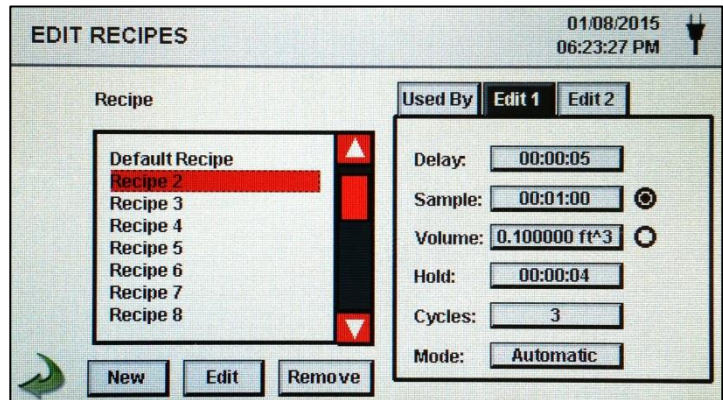 EDIT RECIPES
01/08/2015
06:23:27 PM
Recipe
Default Recipe
Recipe 2
Recipe 3
Recipe 4
Recipe 5
Recipe 6
Recipe 7
Recipe 8
New Edit Remove
Used By Edit 1 Edit 2
Delay: 00:00:05
Sample: 00:01:00
Volume: 0.100000 ft^3
Hold: 00:00:04
Cycles: 3
Mode: Automatic